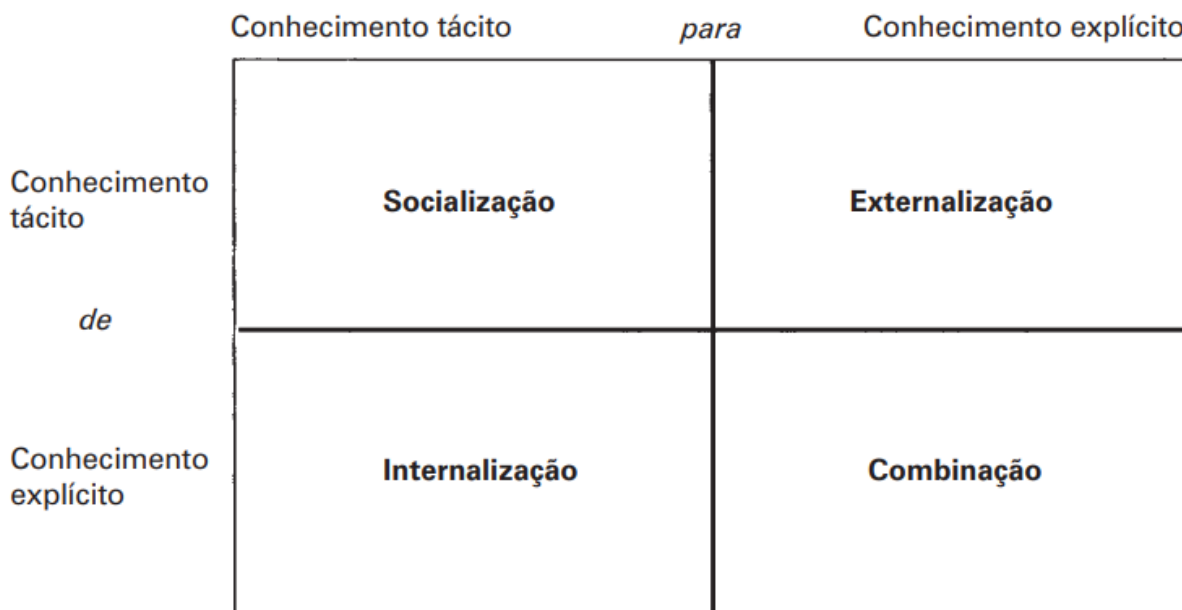 Conhecimento tácito para Conhecimento explícito
Conhecimento
tácito
Socialização Externalização
de
Conhecimento
explícito
Internalização Combinação